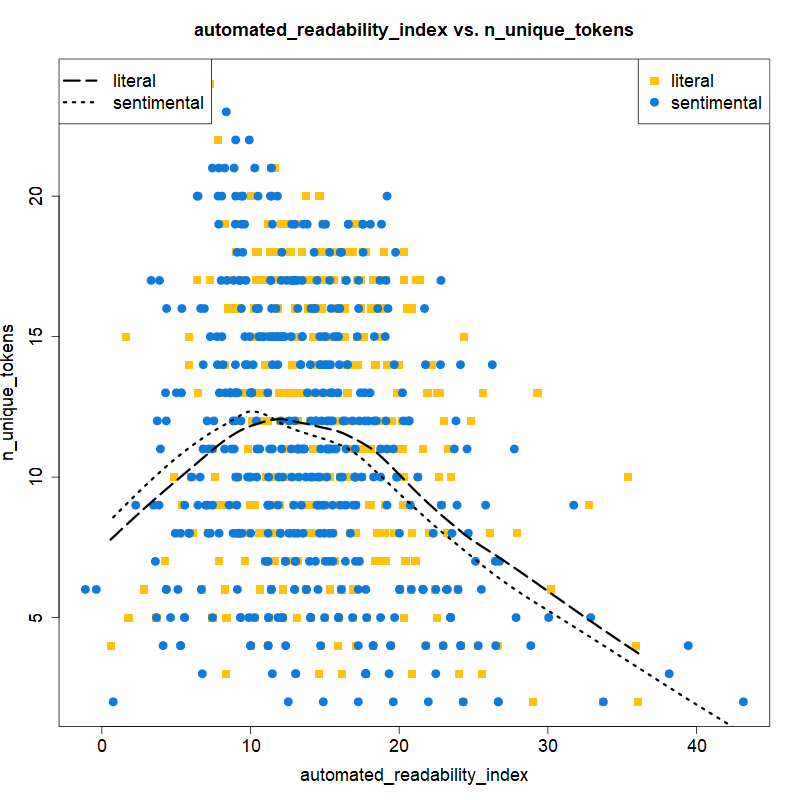 automated_readability_index vs. n_unique_tokens
literal
sentimental
literal
sentimental
n_unique_tokens
20
15
10
5
0
10
20
30
40
automated_readability_index